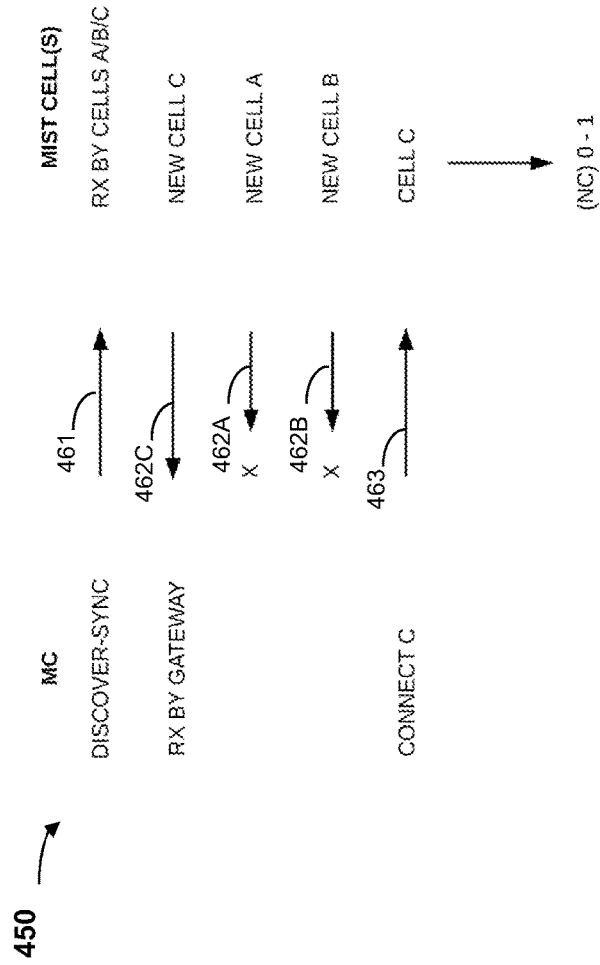 450
MC
MIST CELL(S)
DISCOVER-SYNC
461
RX BY CELLS A/B/C
RX BY GATEWAY
462C
NEW CELL C
X
462A
NEW CELL A
X
462B
NEW CELL B
CONNECT C
463
CELL C
(NC) 0 - 1